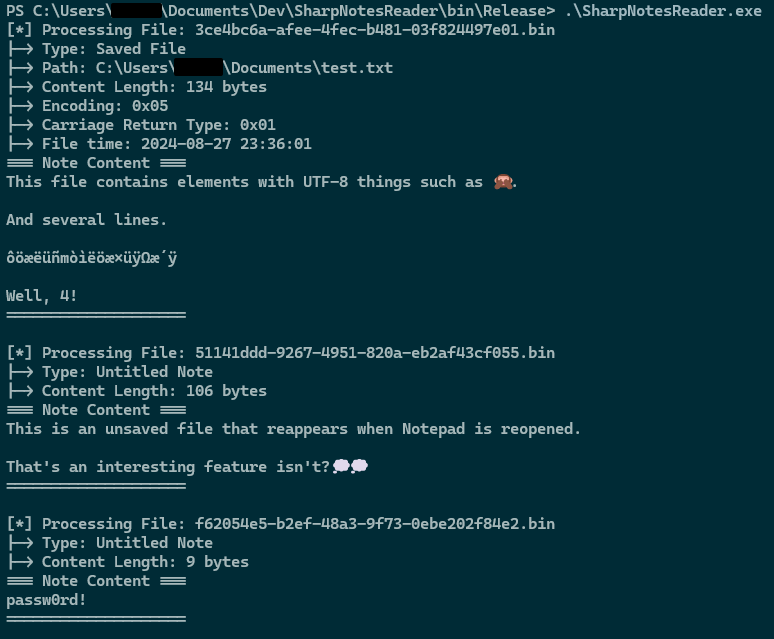 PS C:\Users\      \Documents\Dev\SharpNotesReader\bin\Release> .\SharpNotesReader.exe
[*] Processing File: 3ce4bc6a-afee-4fec-b481-03f824497e01.bin
├─> Type: Saved File
├─> Path: C:\Users\      \Documents\test.txt
├─> Content Length: 134 bytes
├─> Encoding: 0x05
├─> Carriage Return Type: 0x01
├─> File time: 2024-08-27 23:36:01
=== Note Content ===
This file contains elements with UTF-8 things such as 🙈.
And several lines.
ôöæëüñmòìëöæ×üÿΩæ´ÿ
Well, 4!
====================
[*] Processing File: 51141ddd-9267-4951-820a-eb2af43cf055.bin
├─> Type: Untitled Note
├─> Content Length: 106 bytes
=== Note Content ===
This is an unsaved file that reappears when Notepad is reopened.
That's an interesting feature isn't?💭💭
====================
[*] Processing File: f62054e5-b2ef-48a3-9f73-0ebe202f84e2.bin
├─> Type: Untitled Note
├─> Content Length: 9 bytes
=== Note Content ===
passw0rd!
====================